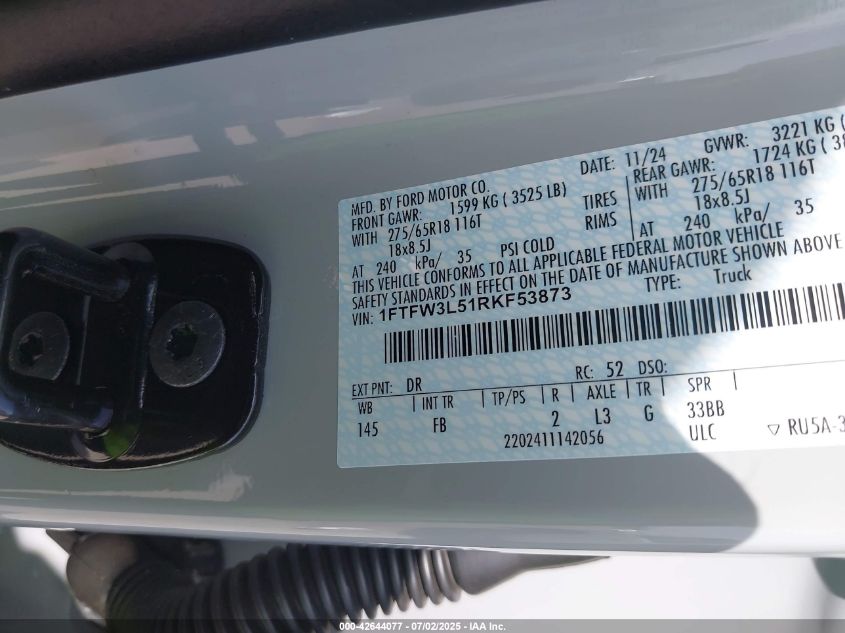 MFD. BY FORD MOTOR CO.
DATE: 11/24
GVWR: 3221 KG (
FRONT GAWR: 1599 KG ( 3525 LB)
REAR GAWR: 1724 KG ( 38
WITH 275/65R18 116T TIRES
WITH 275/65R18 116T
18x8.5J RIMS
18x8.5J
AT 240 kPa/ 35 PSI COLD
AT 240 kPa/ 35
THIS VEHICLE CONFORMS TO ALL APPLICABLE FEDERAL MOTOR VEHICLE
SAFETY STANDARDS IN EFFECT ON THE DATE OF MANUFACTURE SHOWN ABOVE
VIN: 1FTFW3L51RKF53873
TYPE: Truck
EXT PNT: DR RC: 52 DSO:
WB INT TR TP/PS R AXLE TR SPR
145 FB 2 L3 G 33BB
2202411142056 ULC ▽ RU5A-3
000-42644077 - 07/02/2025 - IAA Inc.